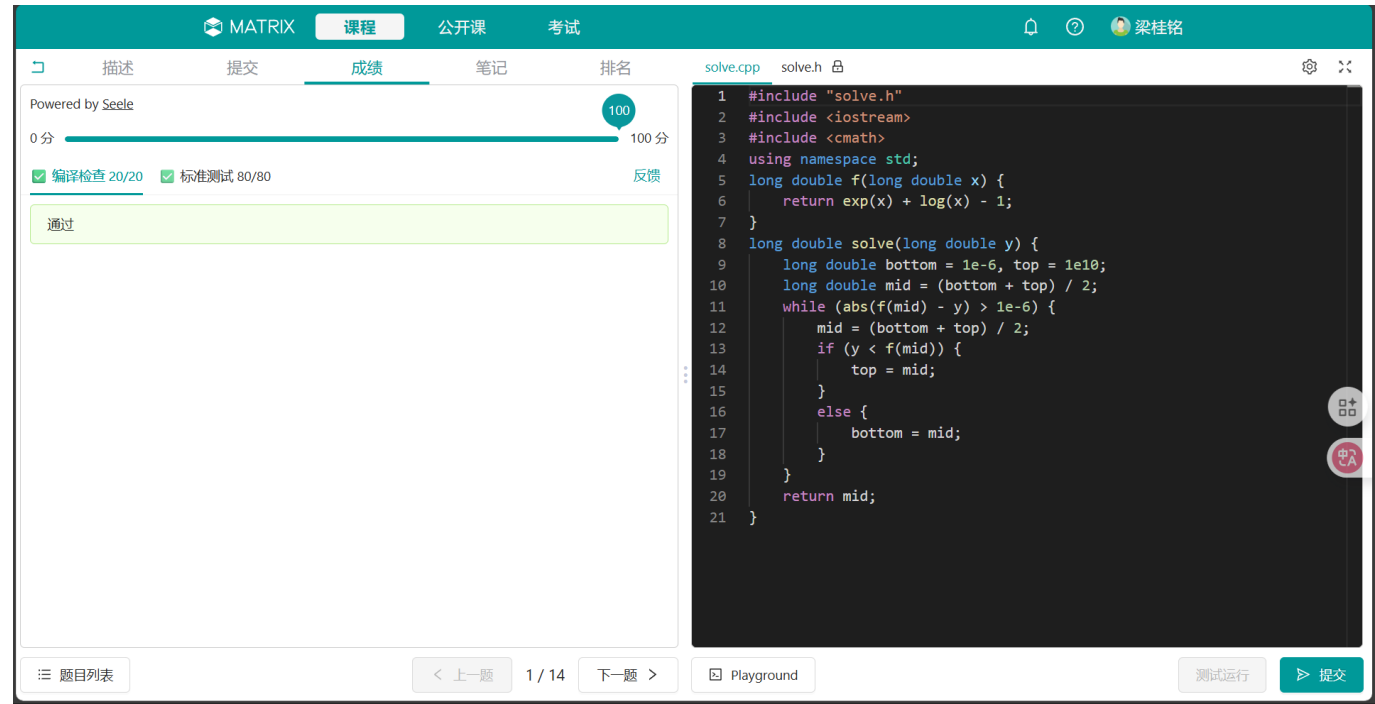 MATRIX 课程 公开课 考试 梁桂铭
描述 提交 成绩 笔记 排名
Powered by Seele
100
0 分 100 分
编译检查 20/20 标准测试 80/80 反馈
通过
题目列表 上一题 1 / 14 下一题
solve.cpp solve.h
1 #include "solve.h"
2 #include <iostream>
3 #include <cmath>
4 using namespace std;
5 long double f(long double x) {
6     return exp(x) + log(x) - 1;
7 }
8 long double solve(long double y) {
9     long double bottom = 1e-6, top = 1e10;
10     long double mid = (bottom + top) / 2;
11     while (abs(f(mid) - y) > 1e-6) {
12         mid = (bottom + top) / 2;
13         if (y < f(mid)) {
14             top = mid;
15         }
16         else {
17             bottom = mid;
18         }
19     }
20     return mid;
21 }
中 A
Playground 测试运行 提交